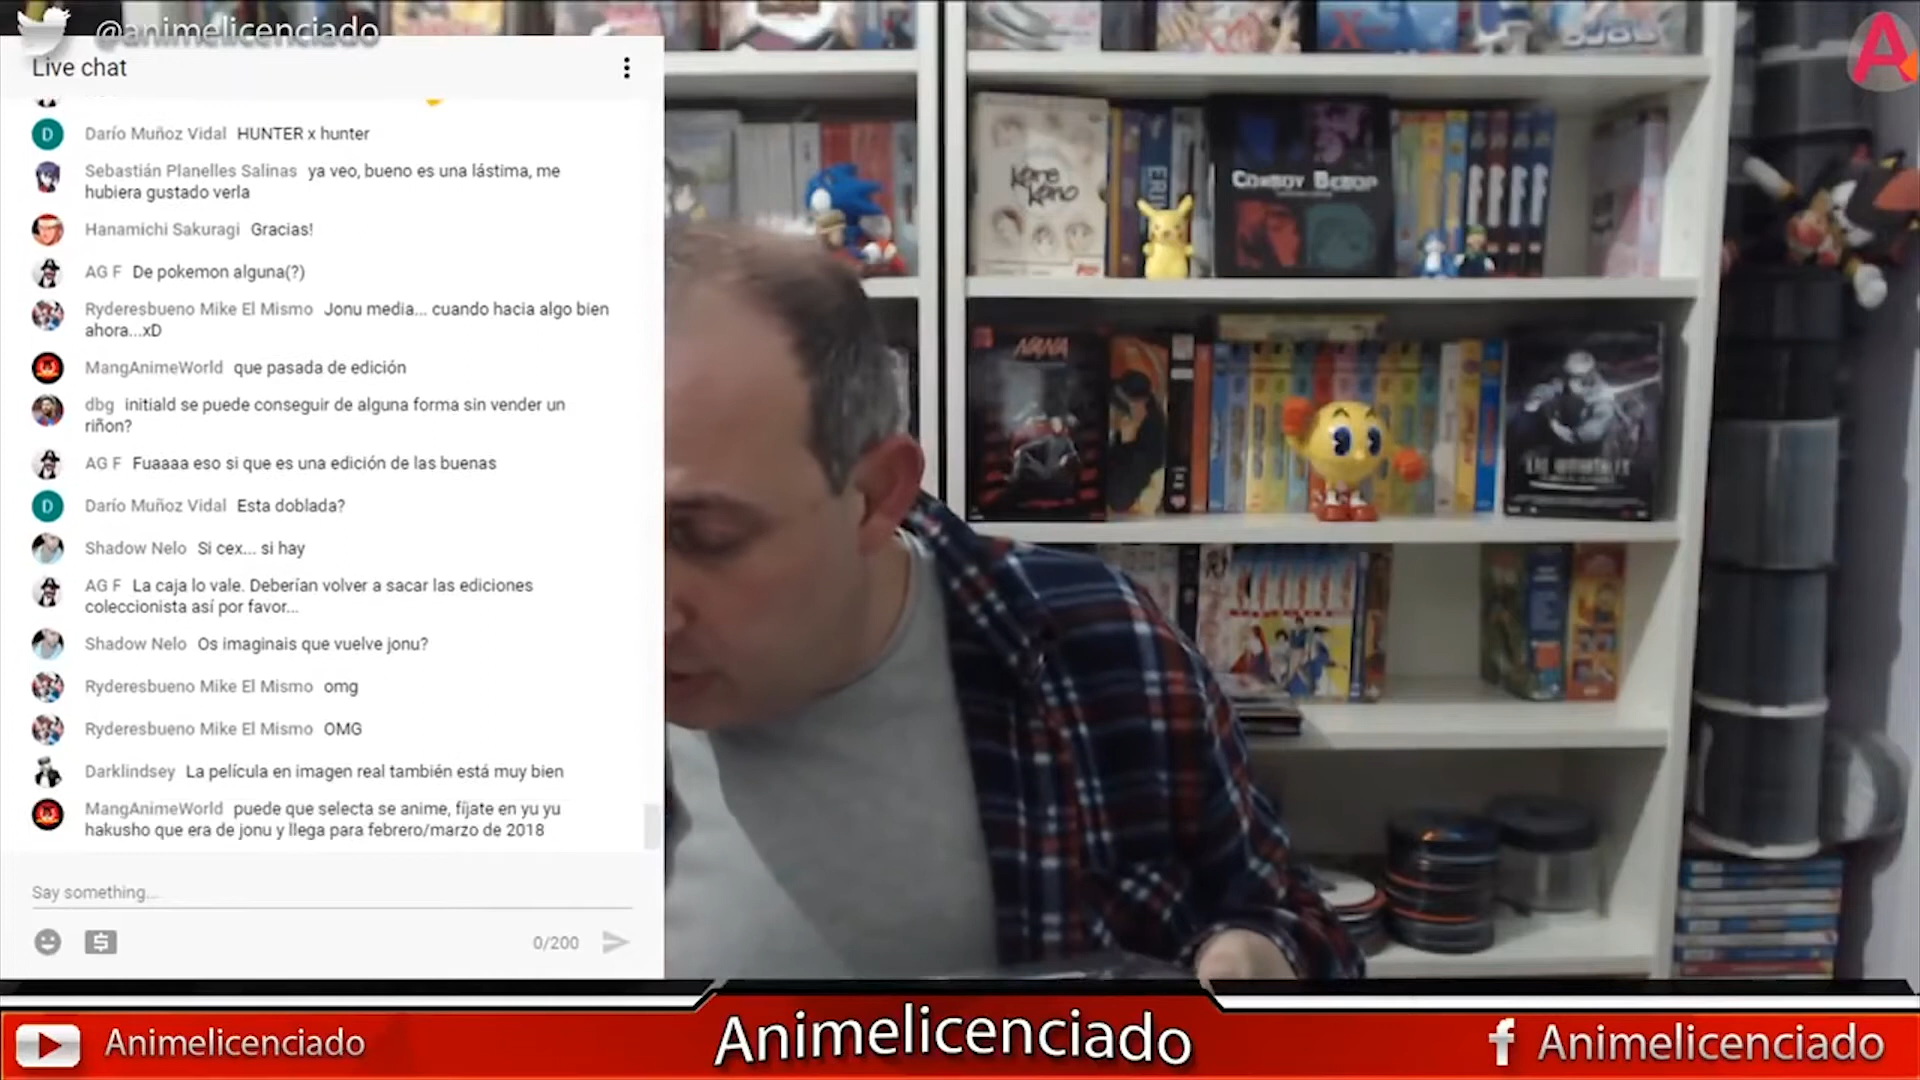 @animelicenciado
Live chat
Darío Muñoz Vidal HUNTER x hunter
Sebastián Planelles Salinas ya veo, bueno es una lástima, me
hubiera gustado verla
Hanamichi Sakuragi Gracias!
AG F De pokemon alguna(?)
Ryderesbueno Mike El Mismo Jonu media... cuando hacia algo bien
ahora...xD
MangAnimeWorld que pasada de edición
dbg initiald se puede conseguir de alguna forma sin vender un
riñon?
AG F Fuaaaa eso si que es una edición de las buenas
Darío Muñoz Vidal Esta doblada?
Shadow Nelo Si cex... si hay
AG F La caja lo vale. Deberían volver a sacar las ediciones
coleccionista así por favor...
Shadow Nelo Os imaginais que vuelve jonu?
Ryderesbueno Mike El Mismo omg
Ryderesbueno Mike El Mismo OMG
Darklindsey La película en imagen real también está muy bien
MangAnimeWorld puede que selecta se anime, fíjate en yu yu
hakusho que era de jonu y llega para febrero/marzo de 2018
Say something...
0/200
A
X
Kare
Kano
COWBOY BEBOP
NANA
Animelicenciado
Animelicenciado
Animelicenciado